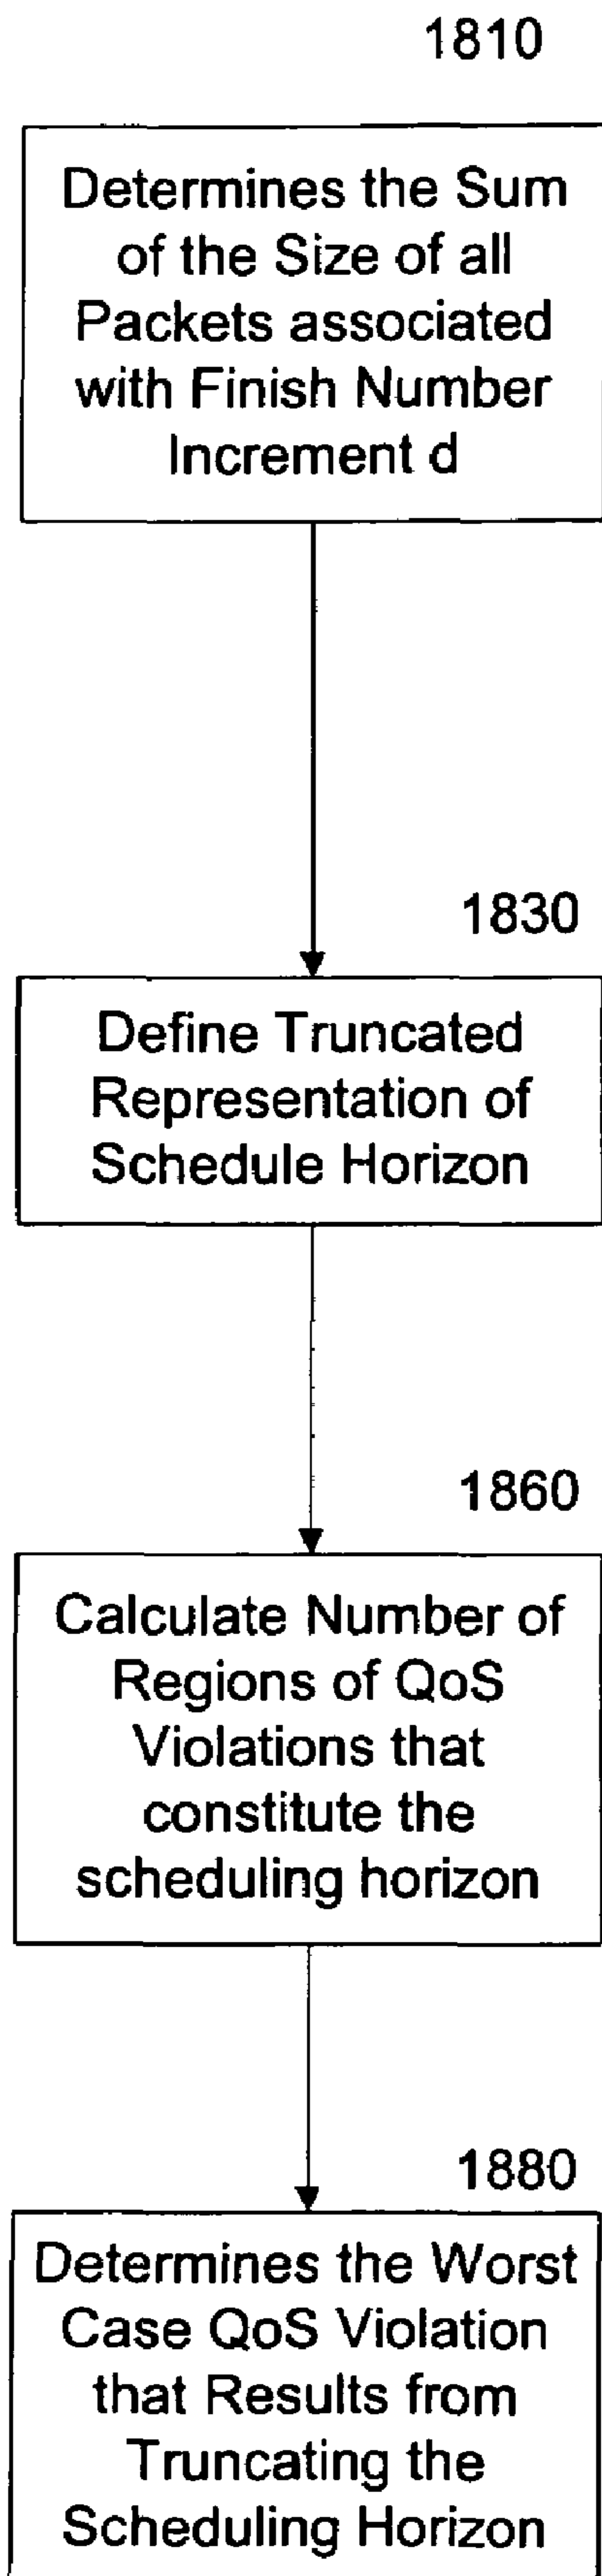 1810
Determines the Sum
of the Size of all
Packets associated
with Finish Number
Increment d
1830
Define Truncated
Representation of
Schedule Horizon
1860
Calculate Number of
Regions of QoS
Violations that
constitute the
scheduling horizon
1880
Determines the Worst
Case QoS Violation
that Results from
Truncating the
Scheduling Horizon